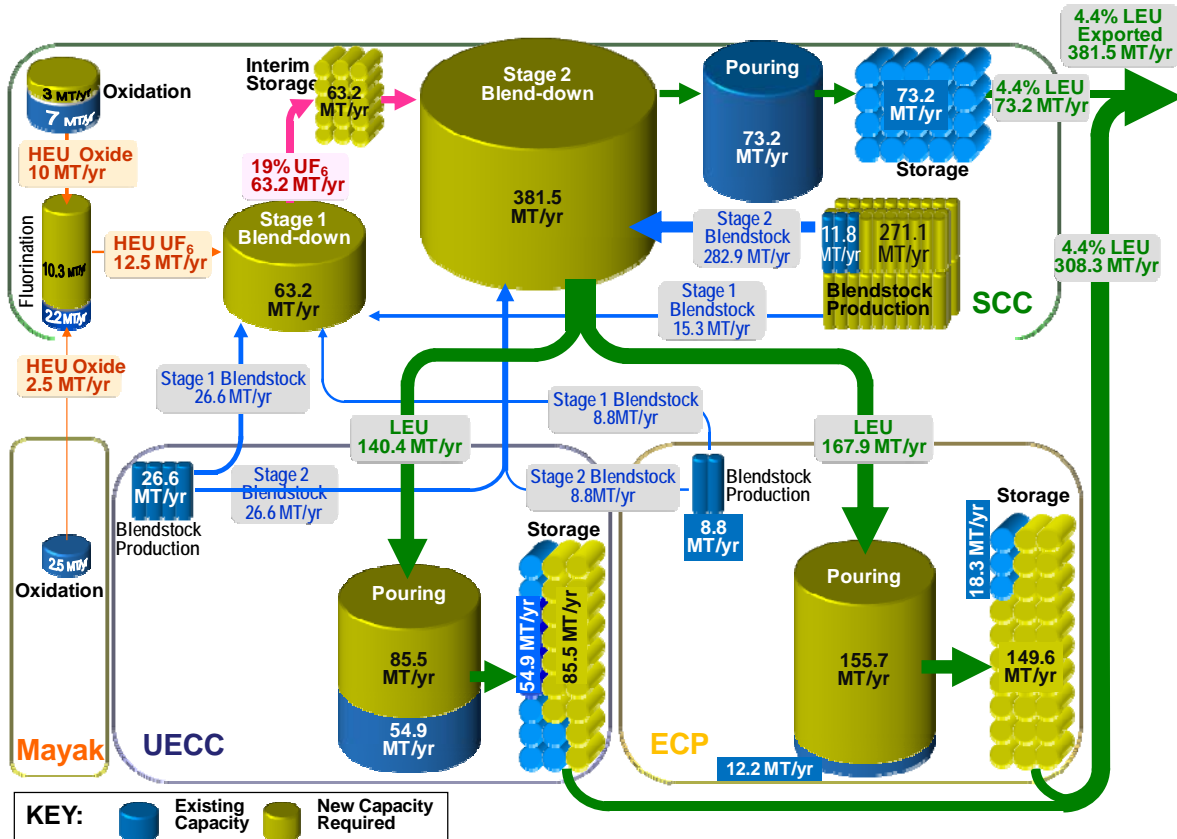 4.4% LEU
Exported
381.5 MT/yr
Interim
Storage
63.2
MT/yr
Stage 2
Blend-down
381.5
MT/yr
Pouring
73.2
MT/yr
73.2
MT/yr
Storage
4.4% LEU
73.2 MT/yr
3 MT/yr
7 MT/yr
Oxidation
HEU Oxide
10 MT/yr
19% UF6
63.2 MT/yr
Fluorination
10.3 MT/yr
2.2 MT/yr
HEU UF6
12.5 MT/yr
Stage 1
Blend-down
63.2
MT/yr
Stage 2
Blendstock
282.9 MT/yr
11.8
MT/yr
271.1
MT/yr
Blendstock
Production
4.4% LEU
308.3 MT/yr
Stage 1
Blendstock
15.3 MT/yr
SCC
HEU Oxide
2.5 MT/yr
Stage 1 Blendstock
26.6 MT/yr
Stage 1 Blendstock
8.8MT/yr
LEU
140.4 MT/yr
LEU
167.9 MT/yr
26.6
MT/yr
Blendstock
Production
Stage 2
Blendstock
26.6 MT/yr
Stage 2 Blendstock
8.8MT/yr
Blendstock
Production
8.8
MT/yr
2.5 MT/yr
Oxidation
Storage
Pouring
85.5
MT/yr
54.9
MT/yr
54.9 MT/yr
85.5 MT/yr
Storage
18.3 MT/yr
Pouring
155.7
MT/yr
149.6
MT/yr
12.2 MT/yr
Mayak
UECC
ECP
KEY:
Existing
Capacity
New Capacity
Required